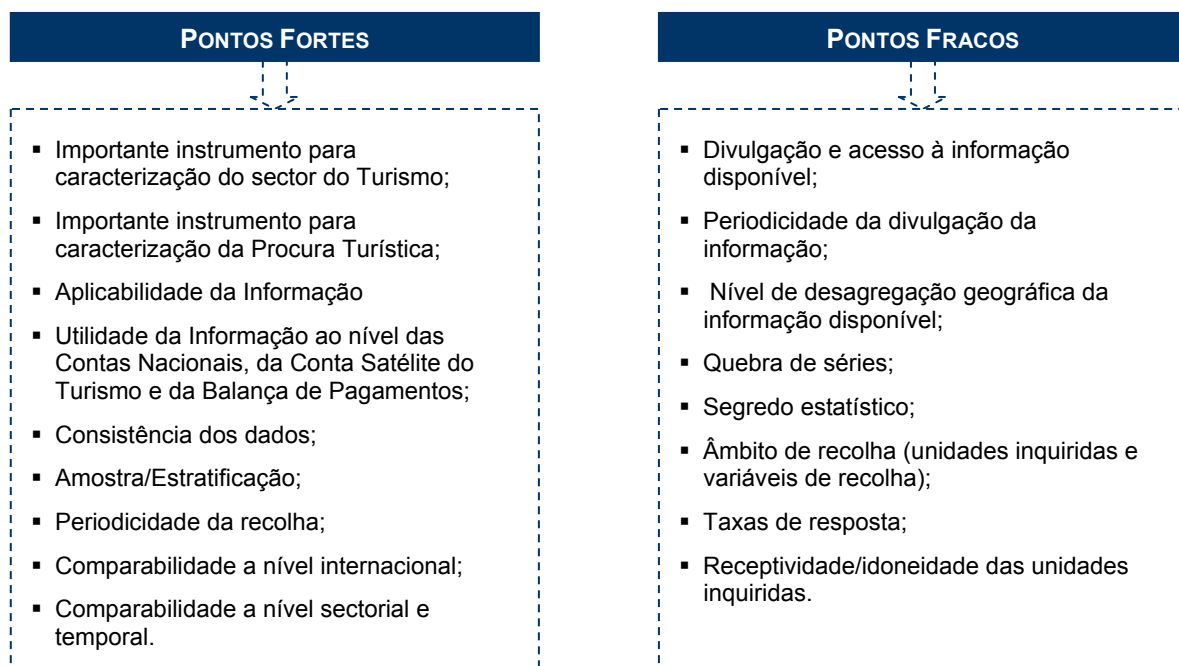 PONTOS FORTES
▪ Importante instrumento para
caracterização do sector do Turismo;
▪ Importante instrumento para
caracterização da Procura Turística;
▪ Aplicabilidade da Informação
▪ Utilidade da Informação ao nível das
Contas Nacionais, da Conta Satélite do
Turismo e da Balança de Pagamentos;
▪ Consistência dos dados;
▪ Amostra/Estratificação;
▪ Periodicidade da recolha;
▪ Comparabilidade a nível internacional;
▪ Comparabilidade a nível sectorial e
temporal.
PONTOS FRACOS
▪ Divulgação e acesso à informação
disponível;
▪ Periodicidade da divulgação da
informação;
▪ Nível de desagregação geográfica da
informação disponível;
▪ Quebra de séries;
▪ Segredo estatístico;
▪ Âmbito de recolha (unidades inquiridas e
variáveis de recolha);
▪ Taxas de resposta;
▪ Receptividade/idoneidade das unidades
inquiridas.